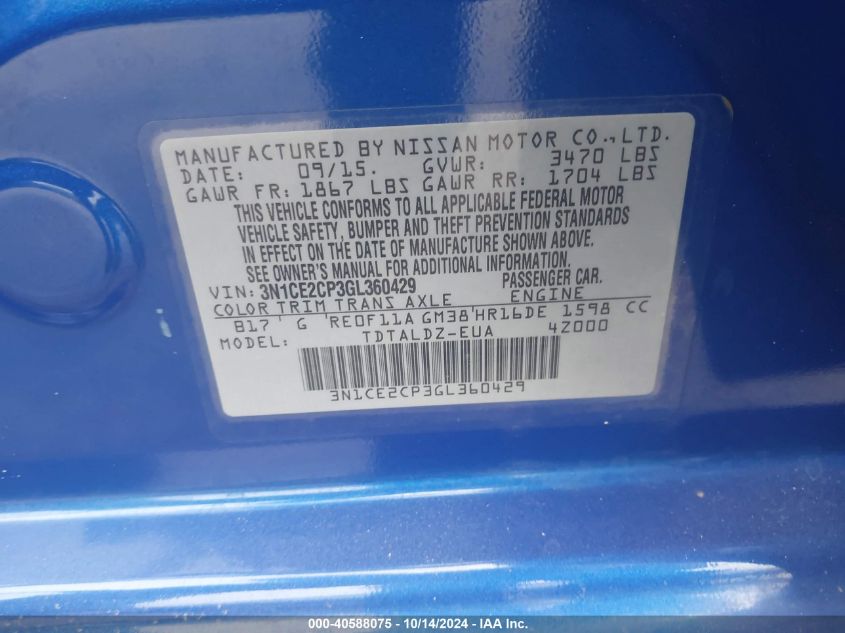 MANUFACTURED BY NISSAN MOTOR CO.,LTD.
DATE: 09/15. GVWR: 3470 LBS
GAWR FR: 1867 LBS GAWR RR: 1704 LBS
THIS VEHICLE CONFORMS TO ALL APPLICABLE FEDERAL MOTOR
VEHICLE SAFETY, BUMPER AND THEFT PREVENTION STANDARDS
IN EFFECT ON THE DATE OF MANUFACTURE SHOWN ABOVE.
SEE OWNER'S MANUAL FOR ADDITIONAL INFORMATION.
VIN: 3N1CE2CP3GL360429 PASSENGER CAR.
COLOR TRIM TRANS AXLE ENGINE
B17 ' G 'RE0F11A GM38'HR16DE 1598 CC
MODEL: TDTALDZ-EUA 4Z000
3N1CE2CP3GL360429
000-40588075 - 10/14/2024 - IAA Inc.